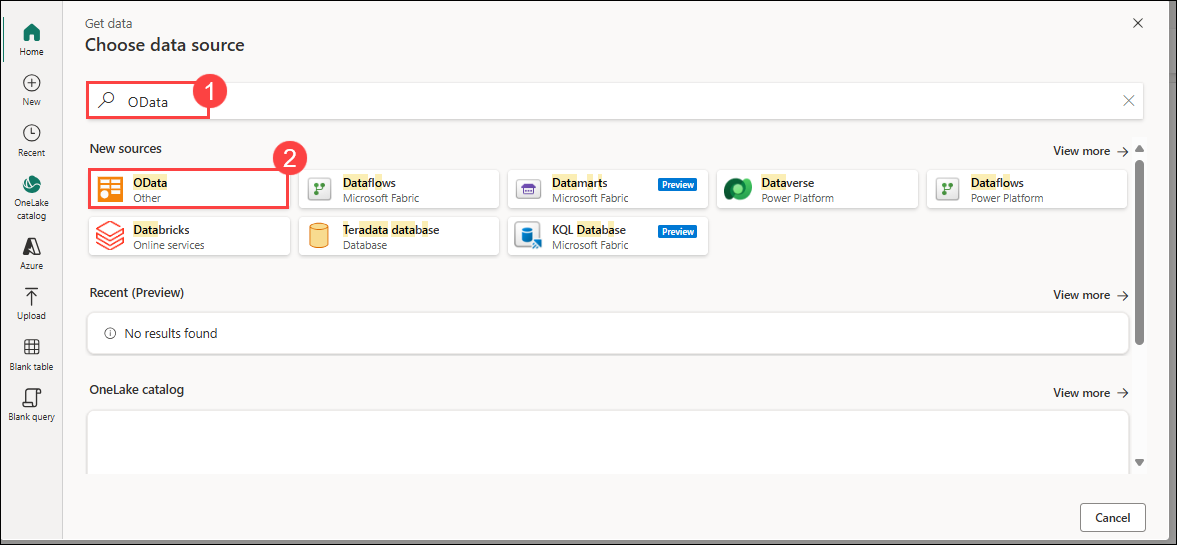 Get data
Choose data source
Home
New
Recent
OneLake
catalog
Azure
Upload
Blank table
Blank query
OData
1
New sources
View more
2
OData
Other
Dataflows
Microsoft Fabric
Datamarts
Microsoft Fabric
Preview
Dataverse
Power Platform
Dataflows
Power Platform
Databricks
Online services
Teradata database
Database
KQL Database
Microsoft Fabric
Preview
Recent (Preview)
View more
No results found
OneLake catalog
View more
Cancel